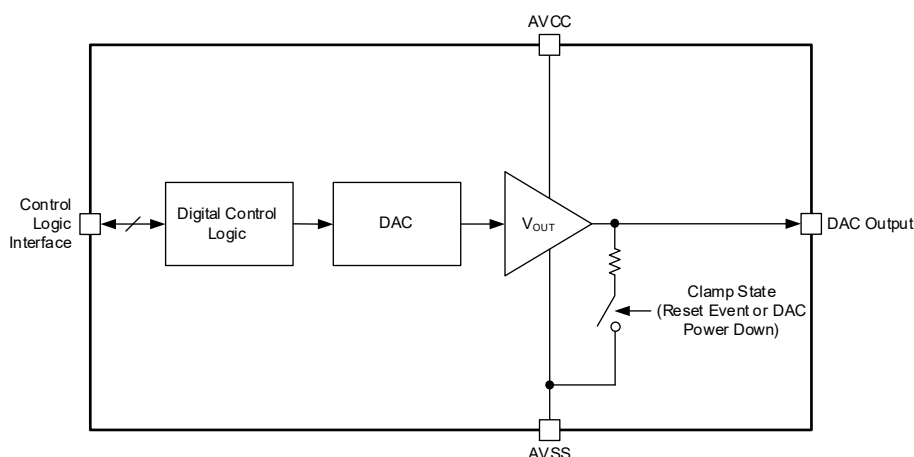 AVCC
Control
Logic
Interface
Digital Control
Logic
DAC
VOUT
DAC Output
Clamp State
(Reset Event or DAC
Power Down)
AVSS